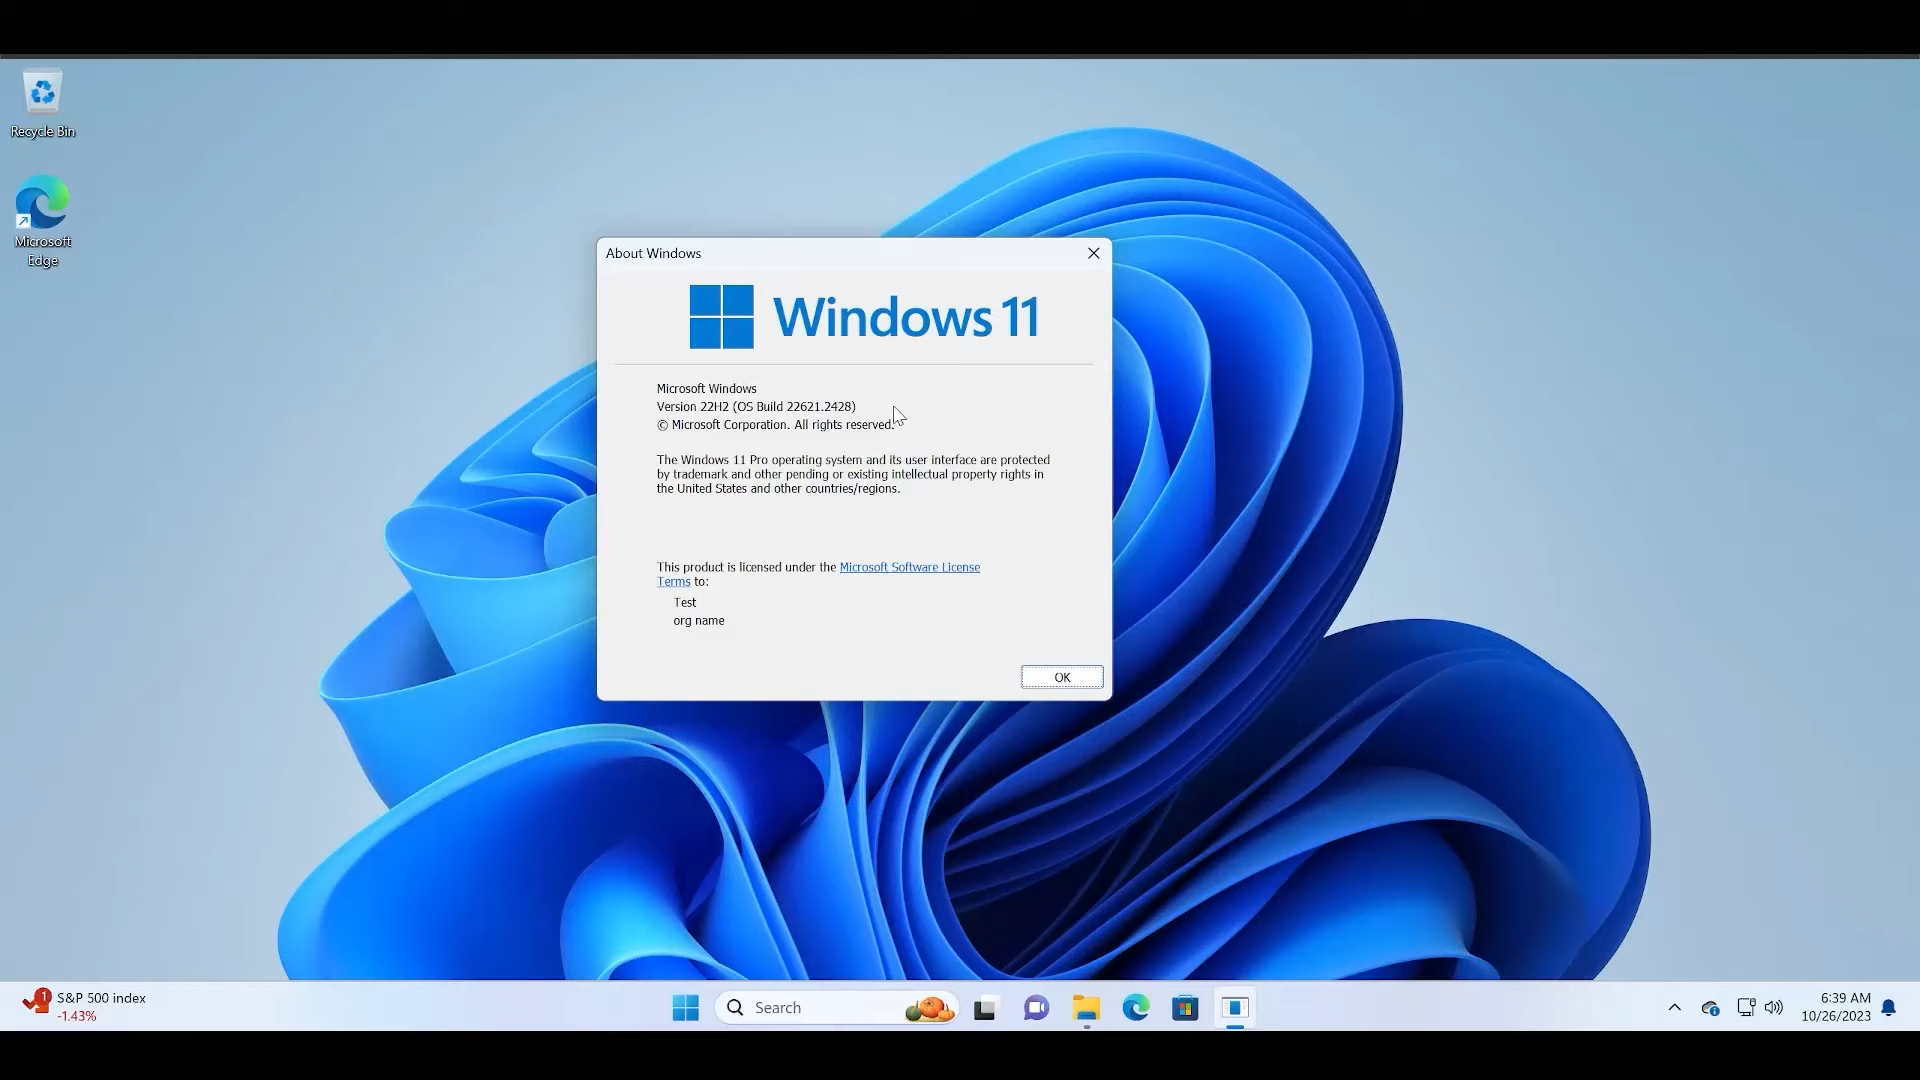 Recycle Bin
Microsoft
Edge
About Windows
Windows 11
Microsoft Windows
Version 22H2 (OS Build 22621.2428)
© Microsoft Corporation. All rights reserved.
The Windows 11 Pro operating system and its user interface are protected
by trademark and other pending or existing intellectual property rights in
the United States and other countries/regions.
This product is licensed under the Microsoft Software License
Terms to:
Test
org name
OK
1
S&P 500 index
-1.43%
Search
6:39 AM
10/26/2023